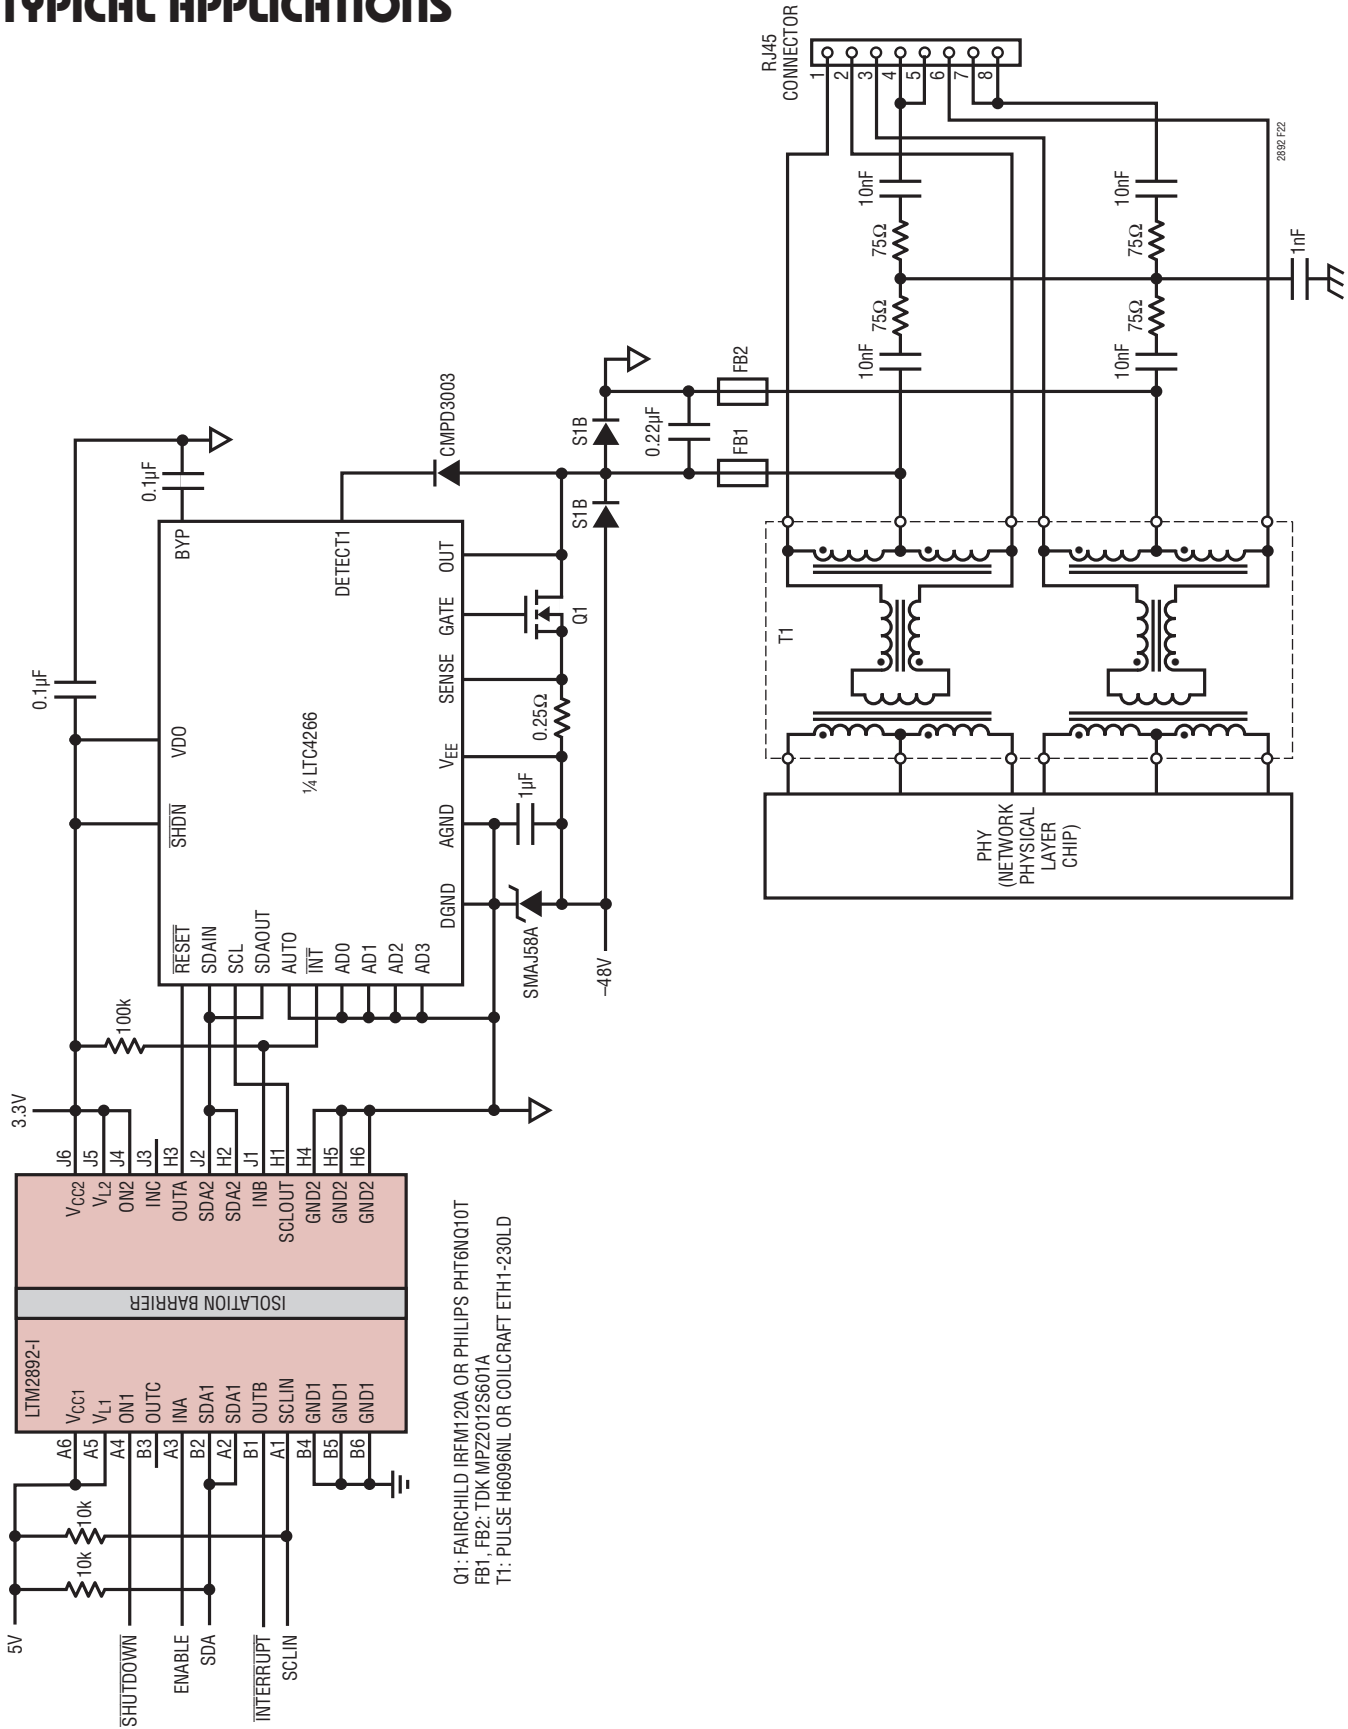 TYPICAL APPLICATIONS
5V
SHUTDOWN
ENABLE
SDA
INTERRUPT
SCLIN
10k
10k
A6
A5
A4
B3
A3
B2
A2
B1
A1
B4
B5
B6
LTM2892-I
VCC1
VL1
ON1
OUTC
INA
SDA1
SDA1
OUTB
SCLIN
GND1
GND1
GND1
ISOLATION BARRIER
VCC2
VL2
ON2
INC
OUTA
SDA2
SDA2
INB
SCLOUT
GND2
GND2
GND2
J6
J5
J4
J3
H3
J2
H2
J1
H1
H4
H5
H6
3.3V
100k
0.1µF
0.1µF
RESET
SDAIN
SCL
SDAOUT
AUTO
INT
AD0
AD1
AD2
AD3
SHDN
VDO
BYP
¼ LTC4266
DETECT1
DGND
AGND
VEE
SENSE
GATE
OUT
SMAJ58A
1µF
0.25Ω
Q1
CMPD3003
–48V
S1B
S1B
0.22µF
FB1
FB2
PHY
(NETWORK
PHYSICAL
LAYER
CHIP)
T1
10nF
75Ω
75Ω
10nF
10nF
75Ω
75Ω
10nF
1nF
RJ45
CONNECTOR
1
2
3
4
5
6
7
8
2892 F22
Q1: FAIRCHILD IRFM120A OR PHILIPS PHT6NQ10T
FB1, FB2: TDK MPZ2012S601A
T1: PULSE H6096NL OR COILCRAFT ETH1-230LD